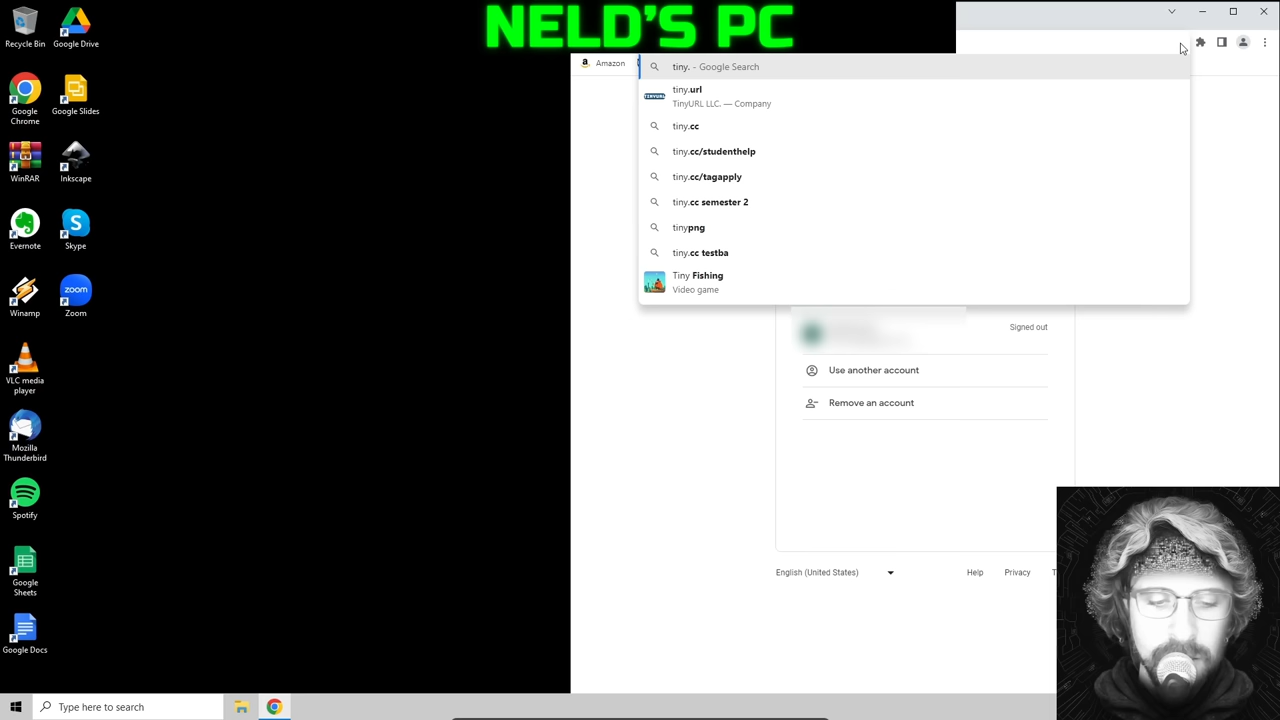 NELD'S PC
Recycle Bin
Google Drive
Google
Chrome
Google Slides
WinRAR
Inkscape
Evernote
Skype
Winamp
zoom
Zoom
VLC media
player
Mozilla
Thunderbird
Spotify
Google
Sheets
Google Docs
Type here to search
a Amazon
tiny. - Google Search
TINYURL
tiny.url
TinyURL LLC. — Company
tiny.cc
tiny.cc/studenthelp
tiny.cc/tagapply
tiny.cc semester 2
tinypng
tiny.cc testba
Tiny Fishing
Video game
Signed out
Use another account
Remove an account
English (United States)
Help
Privacy
T